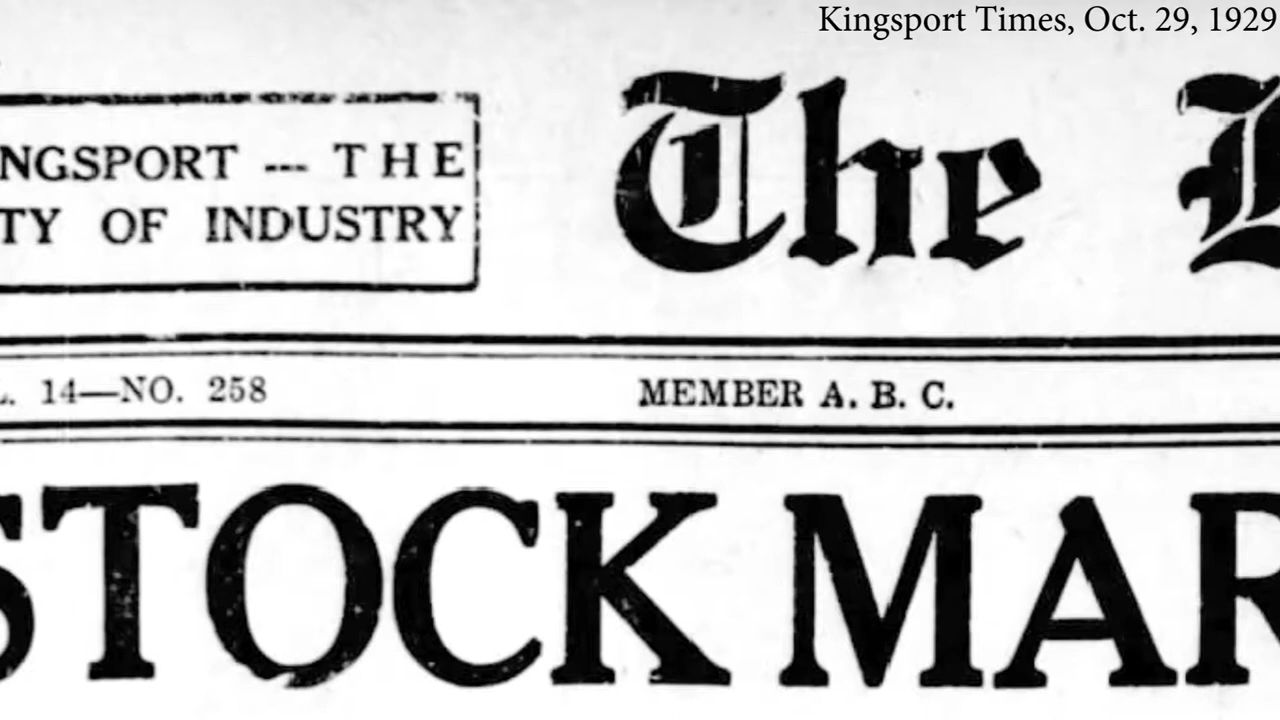 Kingsport Times, Oct. 29, 1929
NGSPORT --- THE
TY OF INDUSTRY
The
L. 14—NO. 258
MEMBER A. B. C.
STOCK MAR